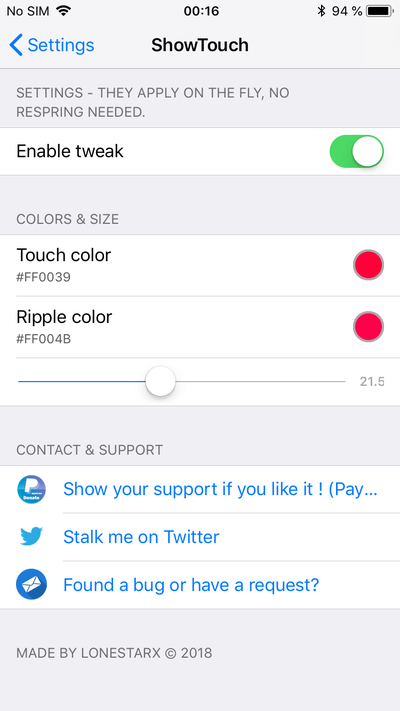 No SIM 00:16 94 %
Settings ShowTouch
SETTINGS - THEY APPLY ON THE FLY, NO
RESPRING NEEDED.
Enable tweak
COLORS & SIZE
Touch color
#FF0039
Ripple color
#FF004B
21.5
CONTACT & SUPPORT
Show your support if you like it ! (Pay...
Stalk me on Twitter
Found a bug or have a request?
MADE BY LONESTARX © 2018